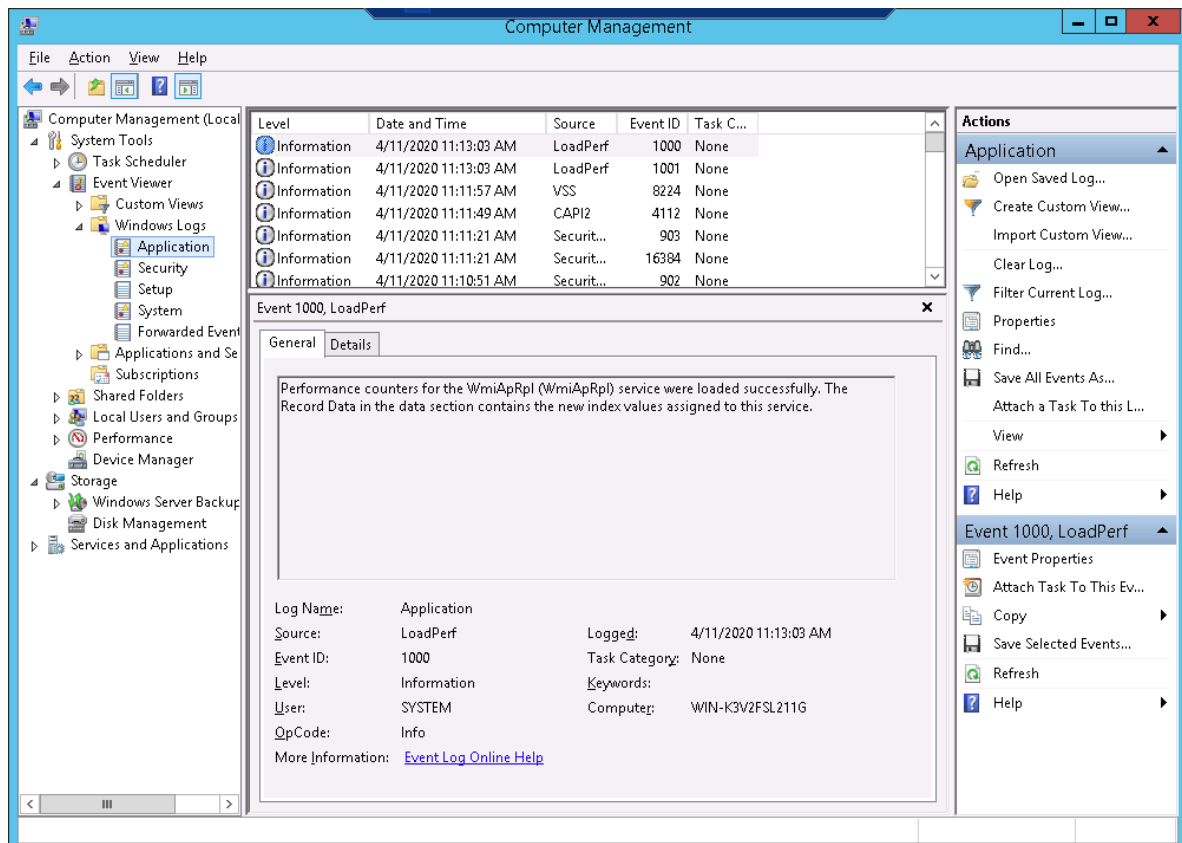 Computer Management
File Action View Help
Computer Management (Local
System Tools
Task Scheduler
Event Viewer
Custom Views
Windows Logs
Application
Security
Setup
System
Forwarded Event
Applications and Se
Subscriptions
Shared Folders
Local Users and Groups
Performance
Device Manager
Storage
Windows Server Backup
Disk Management
Services and Applications
Level Date and Time Source Event ID Task C...
Information 4/11/2020 11:13:03 AM LoadPerf 1000 None
Information 4/11/2020 11:13:03 AM LoadPerf 1001 None
Information 4/11/2020 11:11:57 AM VSS 8224 None
Information 4/11/2020 11:11:49 AM CAPI2 4112 None
Information 4/11/2020 11:11:21 AM Securit... 903 None
Information 4/11/2020 11:11:21 AM Securit... 16384 None
Information 4/11/2020 11:10:51 AM Securit... 902 None
Event 1000, LoadPerf
General Details
Performance counters for the WmiApRpl (WmiApRpl) service were loaded successfully. The
Record Data in the data section contains the new index values assigned to this service.
Log Name: Application
Source: LoadPerf Logged: 4/11/2020 11:13:03 AM
Event ID: 1000 Task Category: None
Level: Information Keywords:
User: SYSTEM Computer: WIN-K3V2FSL211G
OpCode: Info
More Information: Event Log Online Help
Actions
Application
Open Saved Log...
Create Custom View...
Import Custom View...
Clear Log...
Filter Current Log...
Properties
Find...
Save All Events As...
Attach a Task To this L...
View
Refresh
Help
Event 1000, LoadPerf
Event Properties
Attach Task To This Ev...
Copy
Save Selected Events...
Refresh
Help